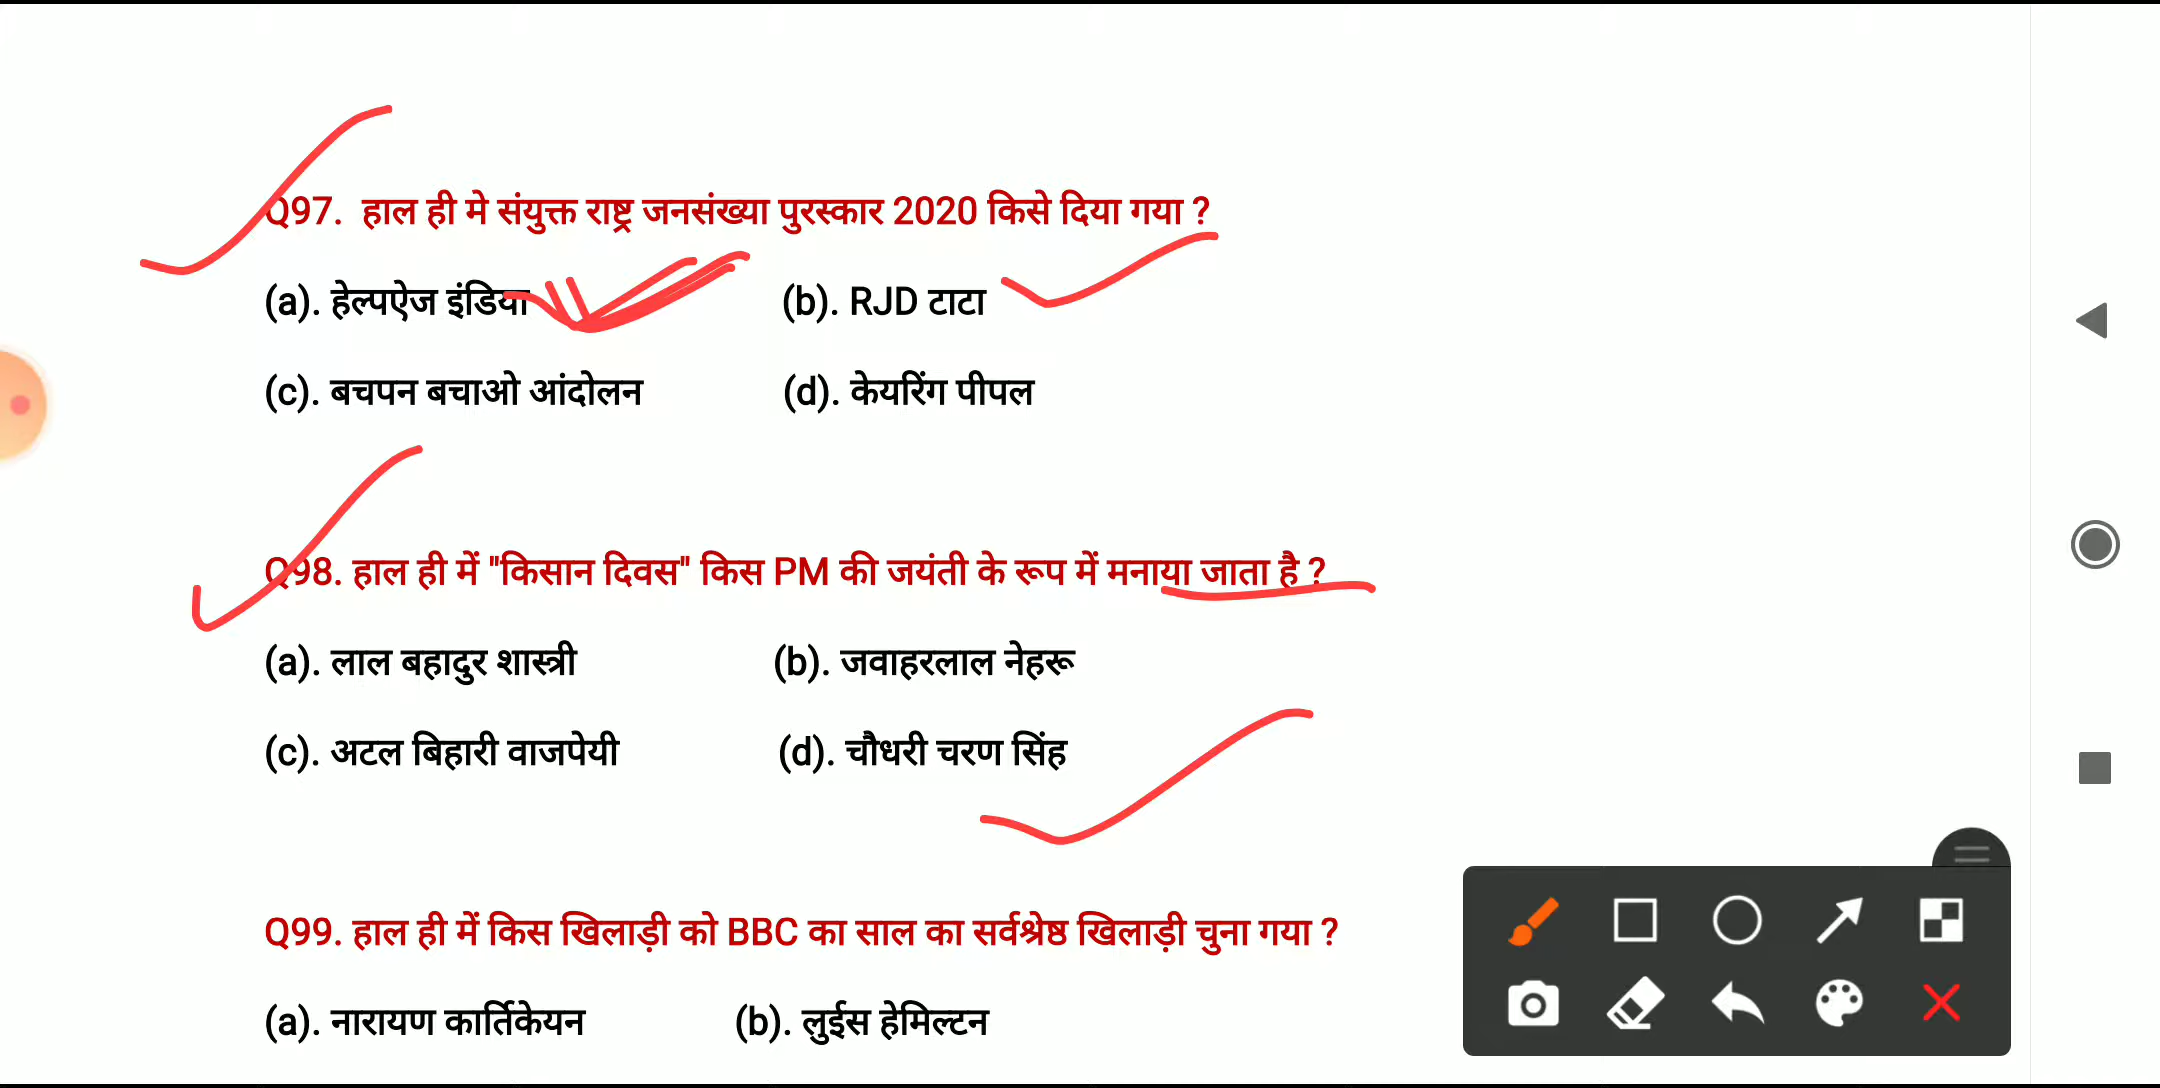 Q97. हाल ही मे संयुक्त राष्ट्र जनसंख्या पुरस्कार 2020 किसे दिया गया ?
(a). हेल्पऐज इंडिया (b). RJD टाटा
(c). बचपन बचाओ आंदोलन (d). केयरिंग पीपल
Q98. हाल ही में "किसान दिवस" किस PM की जयंती के रूप में मनाया जाता है ?
(a). लाल बहादुर शास्त्री (b). जवाहरलाल नेहरू
(c). अटल बिहारी वाजपेयी (d). चौधरी चरण सिंह
Q99. हाल ही में किस खिलाड़ी को BBC का साल का सर्वश्रेष्ठ खिलाड़ी चुना गया ?
(a). नारायण कार्तिकेयन (b). लुईस हेमिल्टन